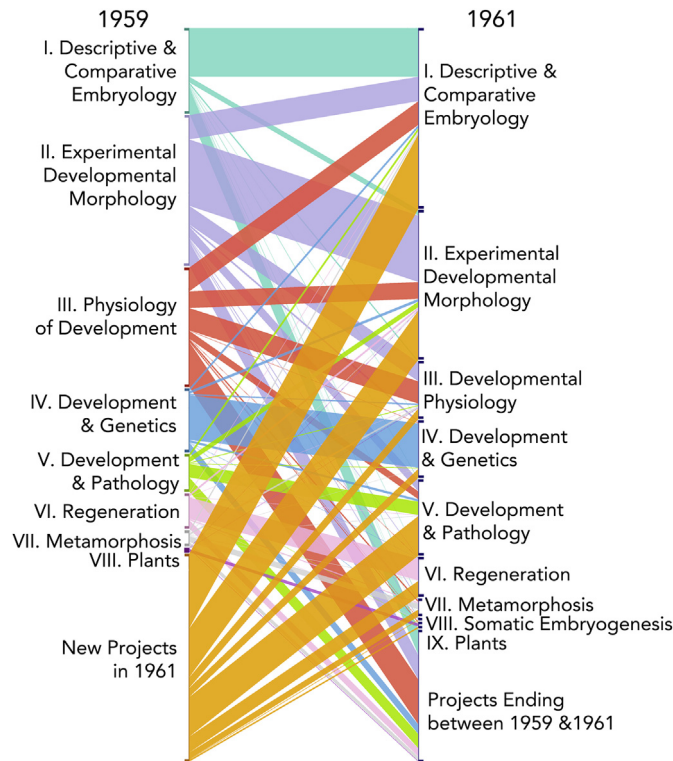 1959
I. Descriptive &
Comparative
Embryology
II. Experimental
Developmental
Morphology
III. Physiology
of Development
IV. Development
& Genetics
V. Development
& Pathology
VI. Regeneration
VII. Metamorphosis
VIII. Plants
New Projects
in 1961
1961
I. Descriptive &
Comparative
Embryology
II. Experimental
Developmental
Morphology
III. Developmental
Physiology
IV. Development
& Genetics
V. Development
& Pathology
VI. Regeneration
VII. Metamorphosis
VIII. Somatic Embryogenesis
IX. Plants
Projects Ending
between 1959 &1961